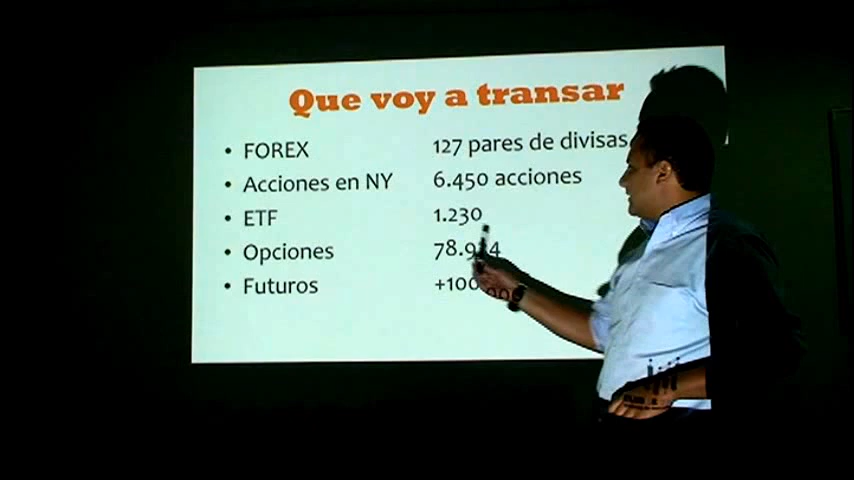 Que voy a transar
• FOREX 127 pares de divisas
• Acciones en NY 6.450 acciones
• ETF 1.230
• Opciones
• Futuros